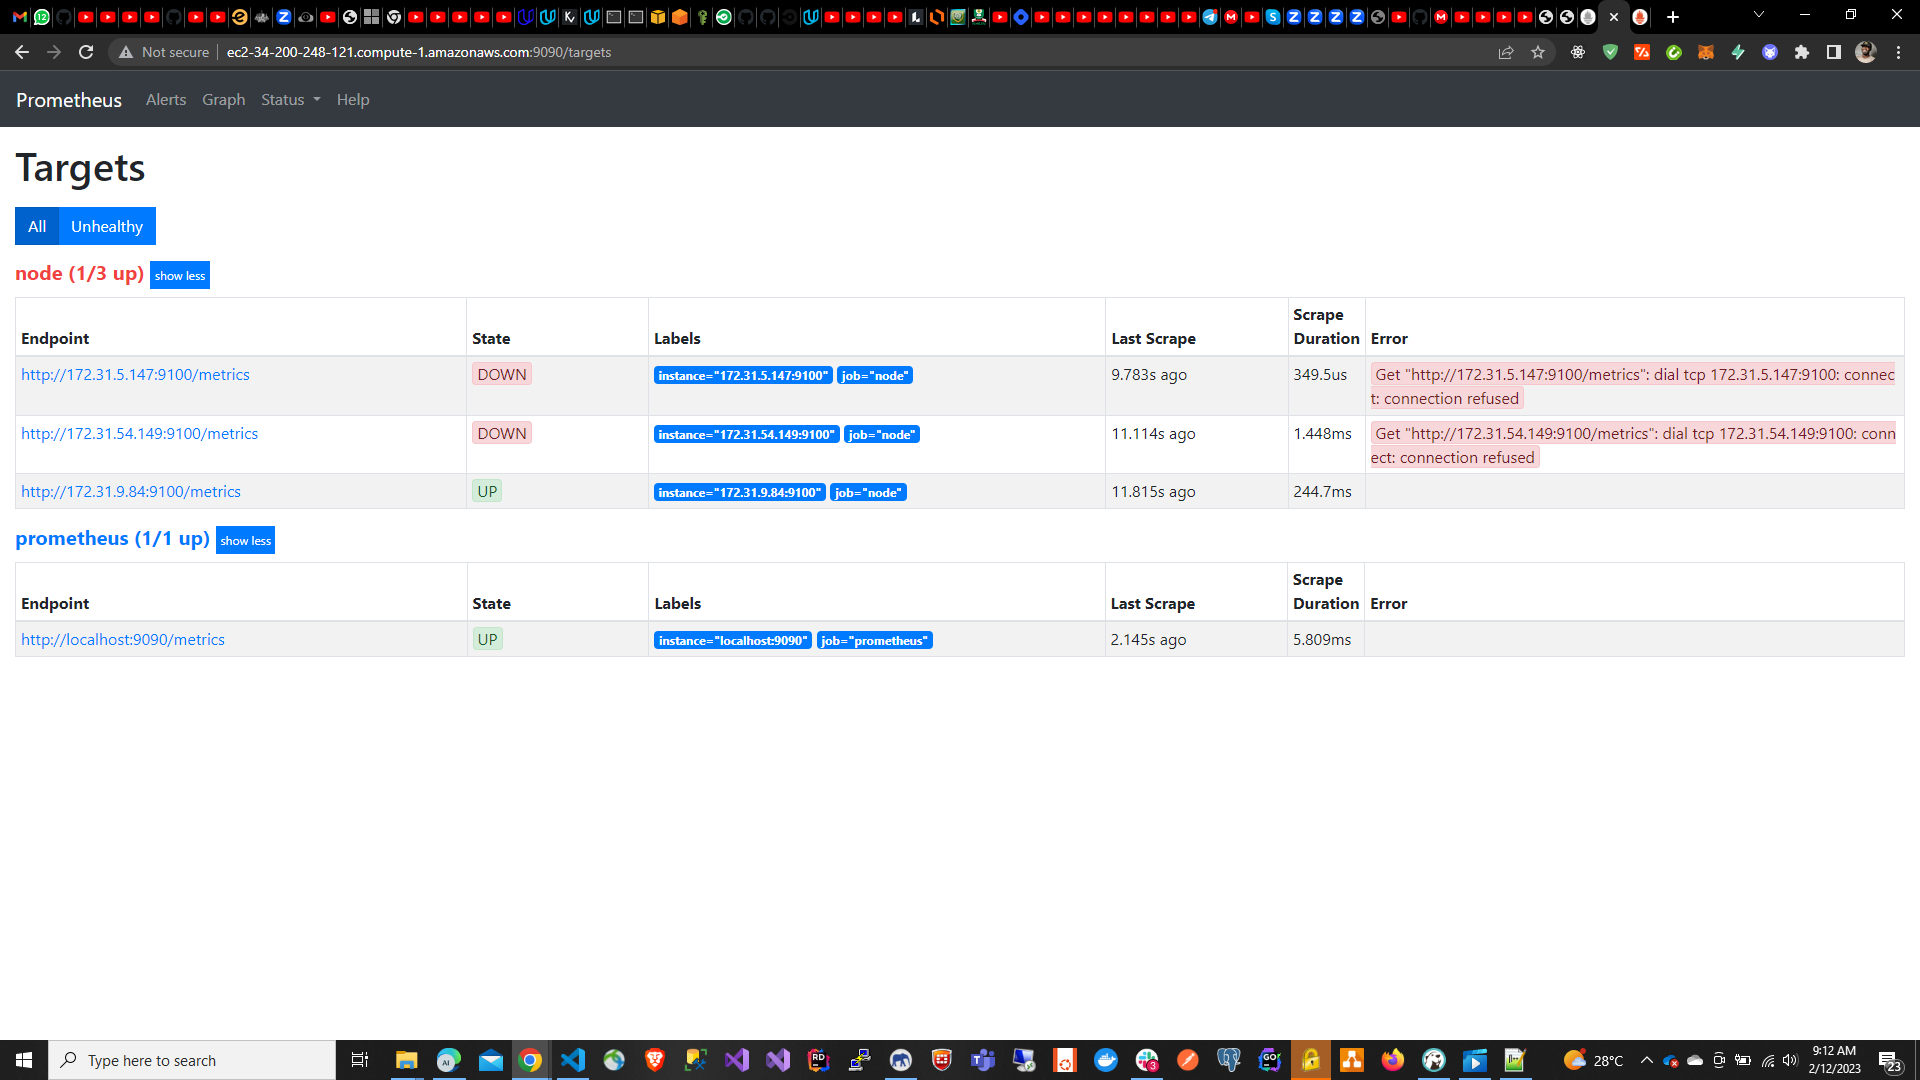 Not secure
ec2-34-200-248-121.compute-1.amazonaws.com:9090/targets
Prometheus Alerts Graph Status Help
Targets
All Unhealthy
node (1/3 up) show less
Endpoint State Labels Last Scrape Scrape Duration Error
http://172.31.5.147:9100/metrics DOWN instance="172.31.5.147:9100" job="node" 9.783s ago 349.5us Get "http://172.31.5.147:9100/metrics": dial tcp 172.31.5.147:9100: connec
t: connection refused
http://172.31.54.149:9100/metrics DOWN instance="172.31.54.149:9100" job="node" 11.114s ago 1.448ms Get "http://172.31.54.149:9100/metrics": dial tcp 172.31.54.149:9100: conn
ect: connection refused
http://172.31.9.84:9100/metrics UP instance="172.31.9.84:9100" job="node" 11.815s ago 244.7ms
prometheus (1/1 up) show less
Endpoint State Labels Last Scrape Scrape Duration Error
http://localhost:9090/metrics UP instance="localhost:9090" job="prometheus" 2.145s ago 5.809ms
Type here to search
28°C
9:12 AM
2/12/2023
23